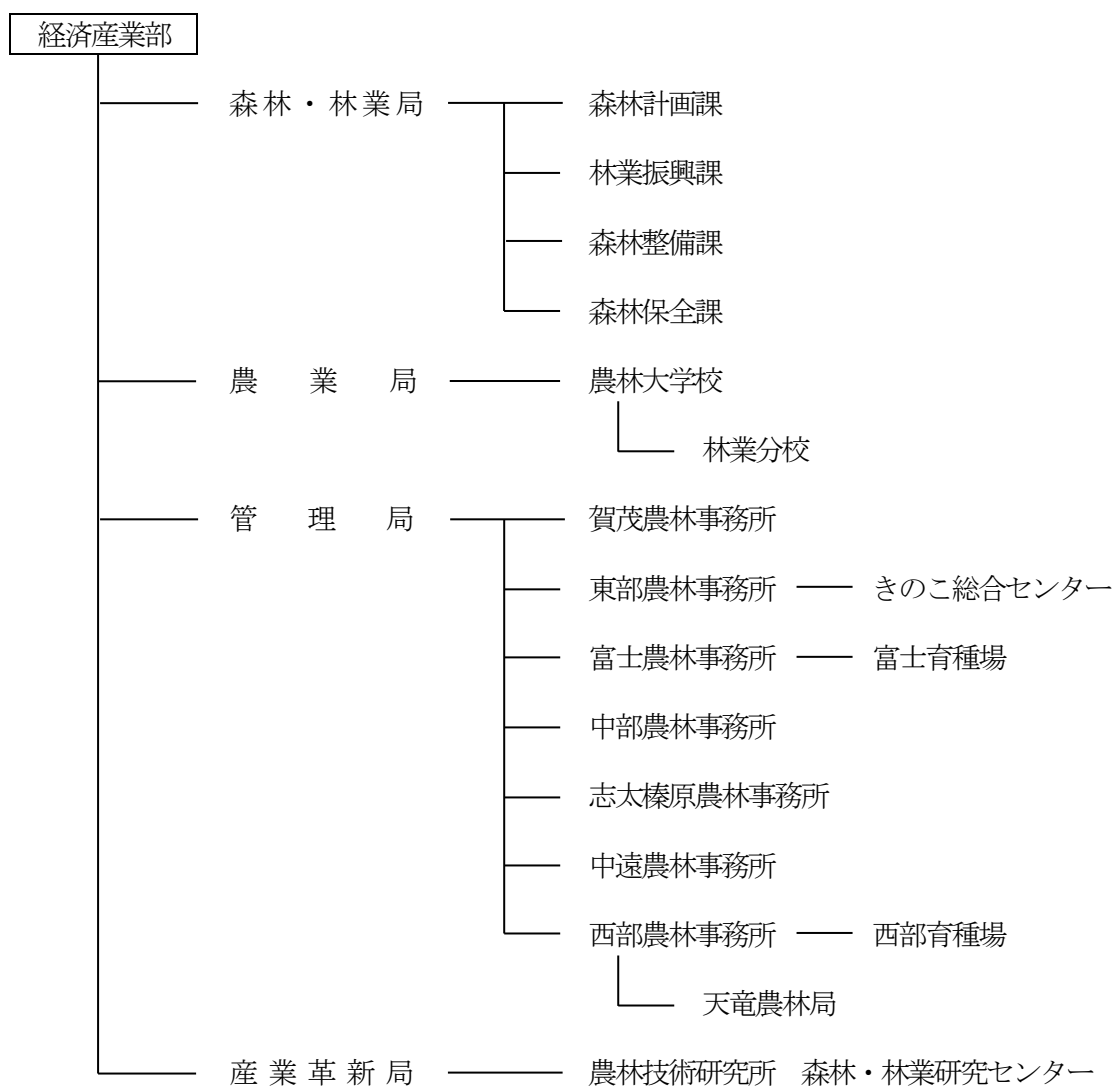 経済産業部
森林・林業局 森林計画課
林業振興課
森林整備課
森林保全課
農業局 農林大学校
林業分校
管理局 賀茂農林事務所
東部農林事務所 きのこ総合センター
富士農林事務所 富士育種場
中部農林事務所
志太榛原農林事務所
中遠農林事務所
西部農林事務所 西部育種場
天竜農林局
産業革新局 農林技術研究所 森林・林業研究センター